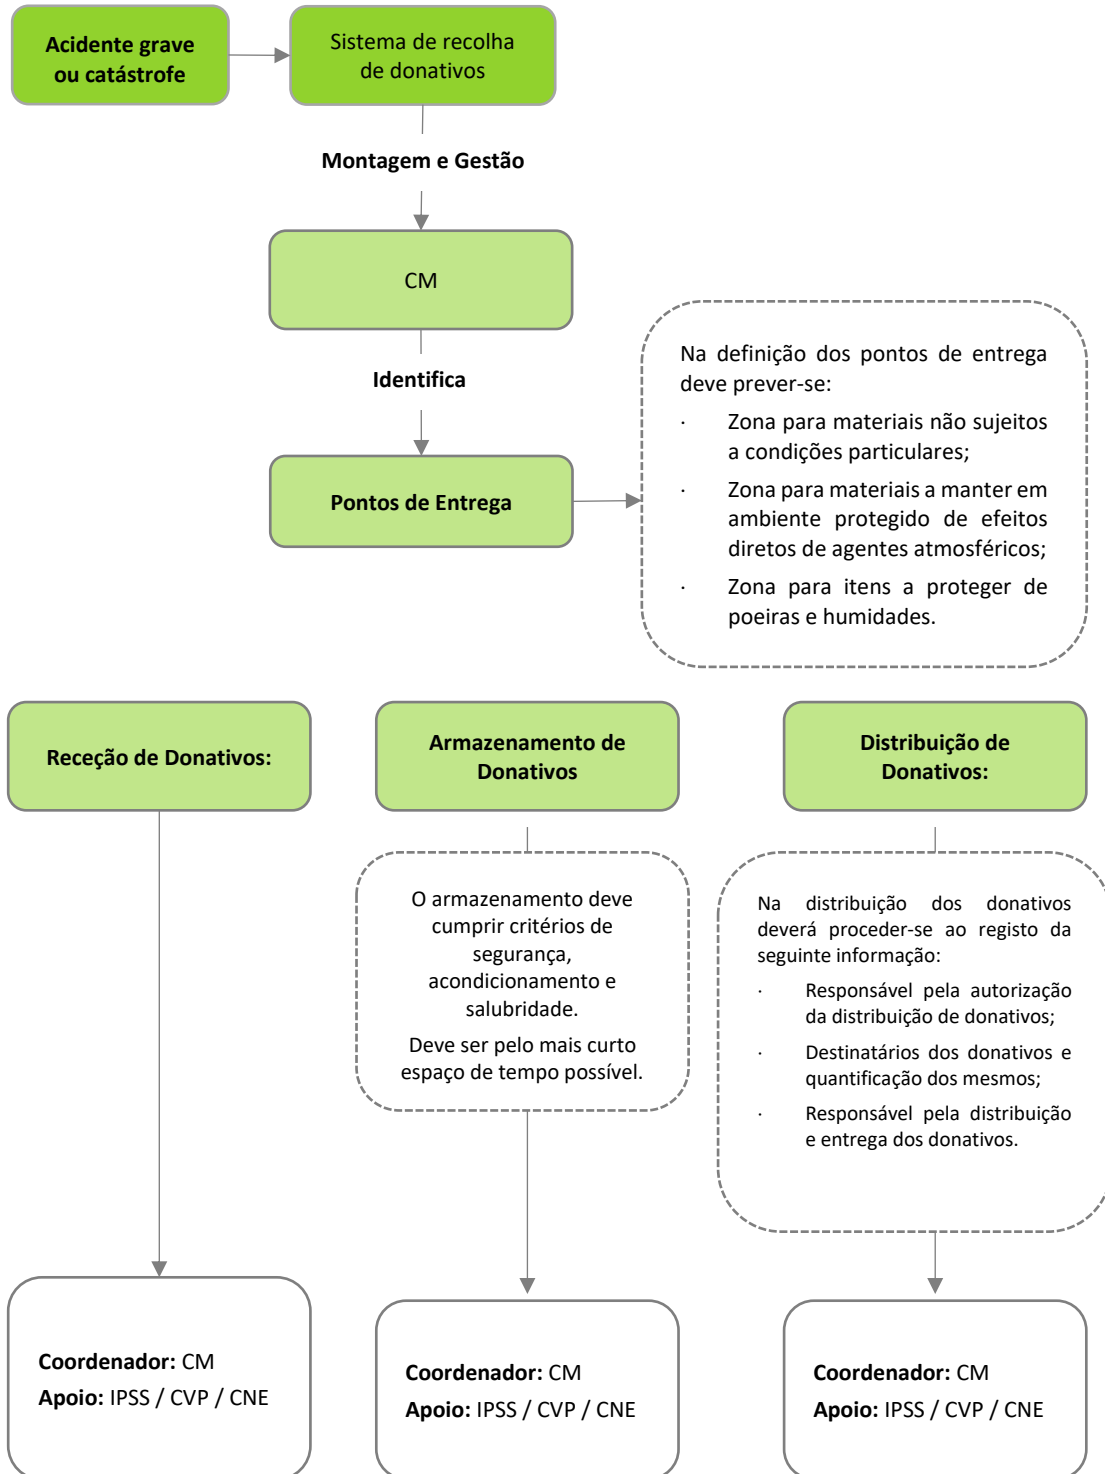 Acidente grave
ou catástrofe
Sistema de recolha
de donativos
Montagem e Gestão
CM
Identifica
Pontos de Entrega
Na definição dos pontos de entrega
deve prever-se:
· Zona para materiais não sujeitos
a condições particulares;
· Zona para materiais a manter em
ambiente protegido de efeitos
diretos de agentes atmosféricos;
· Zona para itens a proteger de
poeiras e humidades.
Receção de Donativos:
Armazenamento de
Donativos
Distribuição de
Donativos:
O armazenamento deve
cumprir critérios de
segurança,
acondicionamento e
salubridade.
Deve ser pelo mais curto
espaço de tempo possível.
Na distribuição dos donativos
deverá proceder-se ao registo da
seguinte informação:
· Responsável pela autorização
da distribuição de donativos;
· Destinatários dos donativos e
quantificação dos mesmos;
· Responsável pela distribuição
e entrega dos donativos.
Coordenador: CM
Apoio: IPSS / CVP / CNE
Coordenador: CM
Apoio: IPSS / CVP / CNE
Coordenador: CM
Apoio: IPSS / CVP / CNE